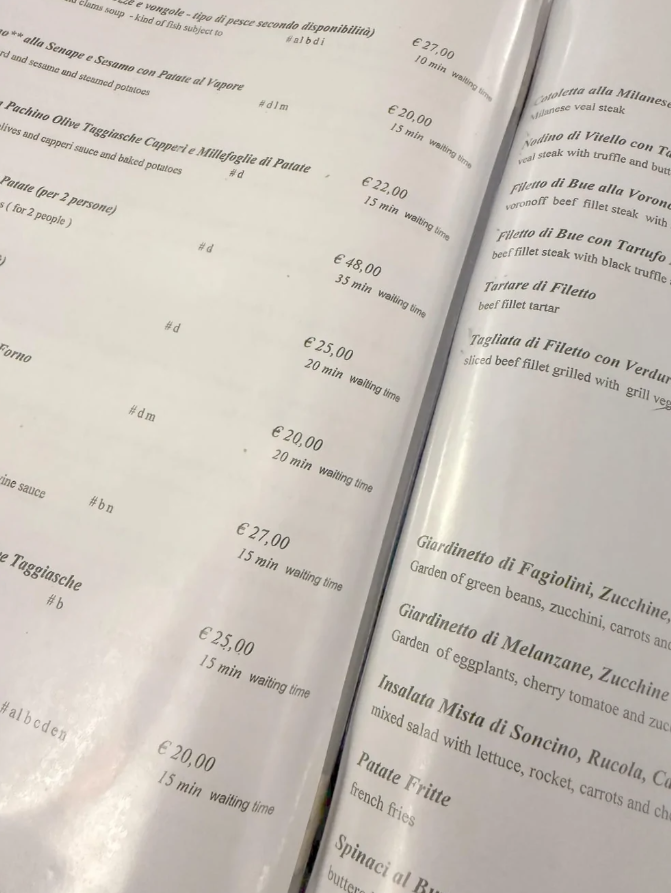 e vongole - tipo di pesce secondo disponibilità)
clams soup - kind of fish subject to
#albdi
€ 27,00
10 min waiting time
alla Senape e Sesamo con Patate al Vapore
and sesame and steamed potatoes
#dlm
€ 20,00
15 min waiting time
Pachino Olive Taggiasche Capperi e Millefoglie di Patate
olives and capperi sauce and baked potatoes
#d
€ 22,00
15 min waiting time
Patate (per 2 persone)
( for 2 people )
#d
€ 48,00
35 min waiting time
#d
€ 25,00
20 min waiting time
Forno
#dm
€ 20,00
20 min waiting time
sauce
#bn
€ 27,00
15 min waiting time
Taggiasche
#b
€ 25,00
15 min waiting time
#albcden
€ 20,00
15 min waiting time
Cotoletta alla Milanese
Milanese veal steak
Nodino di Vitello con
veal steak with truffle and
Filetto di Bue alla
voronoff beef fillet steak with
Filetto di Bue con Tartufo
beef fillet steak with black truffle
Tartare di Filetto
beef fillet tartar
Tagliata di Filetto con
sliced beef fillet grilled with grill
Giardinetto di Fagiolini, Zucchine,
Garden of green beans, zucchini, carrots
Giardinetto di Melanzane, Zucchine
Garden of eggplants, cherry tomatoe and
Insalata Mista di Soncino, Rucola,
mixed salad with lettuce, rocket, carrots and
Patate Fritte
french fries
Spinaci al